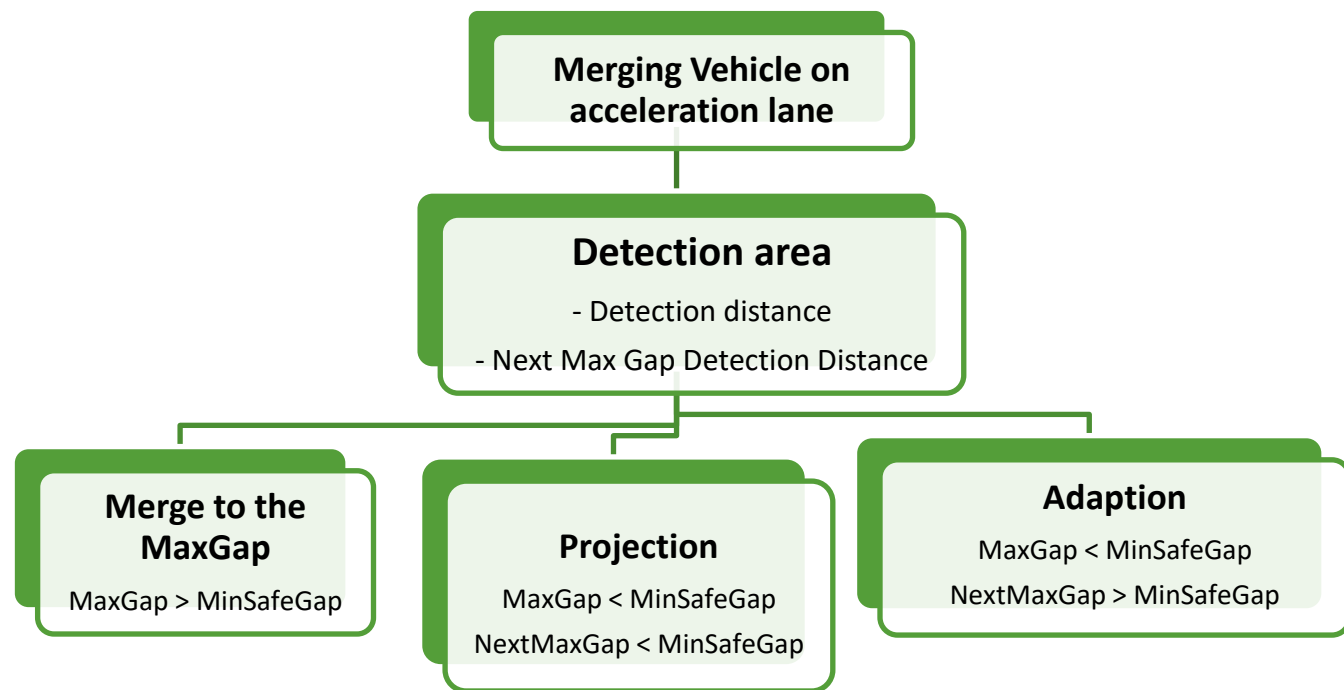 Merging Vehicle on
acceleration lane
Detection area
- Detection distance
- Next Max Gap Detection Distance
Merge to the
MaxGap
MaxGap > MinSafeGap
Projection
MaxGap < MinSafeGap
NextMaxGap < MinSafeGap
Adaption
MaxGap < MinSafeGap
NextMaxGap > MinSafeGap